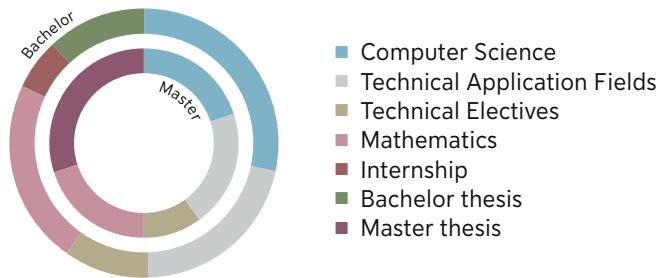 Bachelor
Master
Computer Science
Technical Application Fields
Technical Electives
Mathematics
Internship
Bachelor thesis
Master thesis